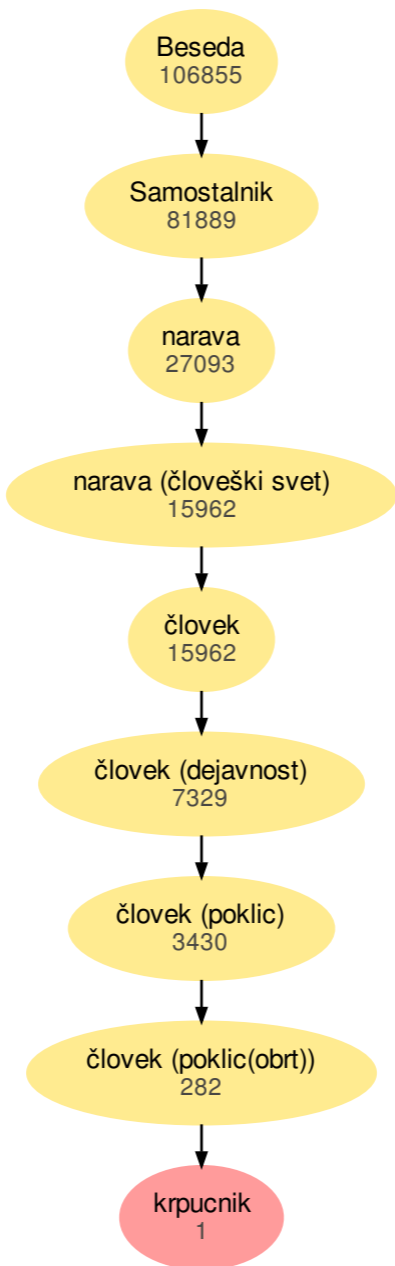 Beseda
106855
Samostalnik
81889
narava
27093
narava (človeški svet)
15962
človek
15962
človek (dejavnost)
7329
človek (poklic)
3430
človek (poklic(obrt))
282
krpucnik
1